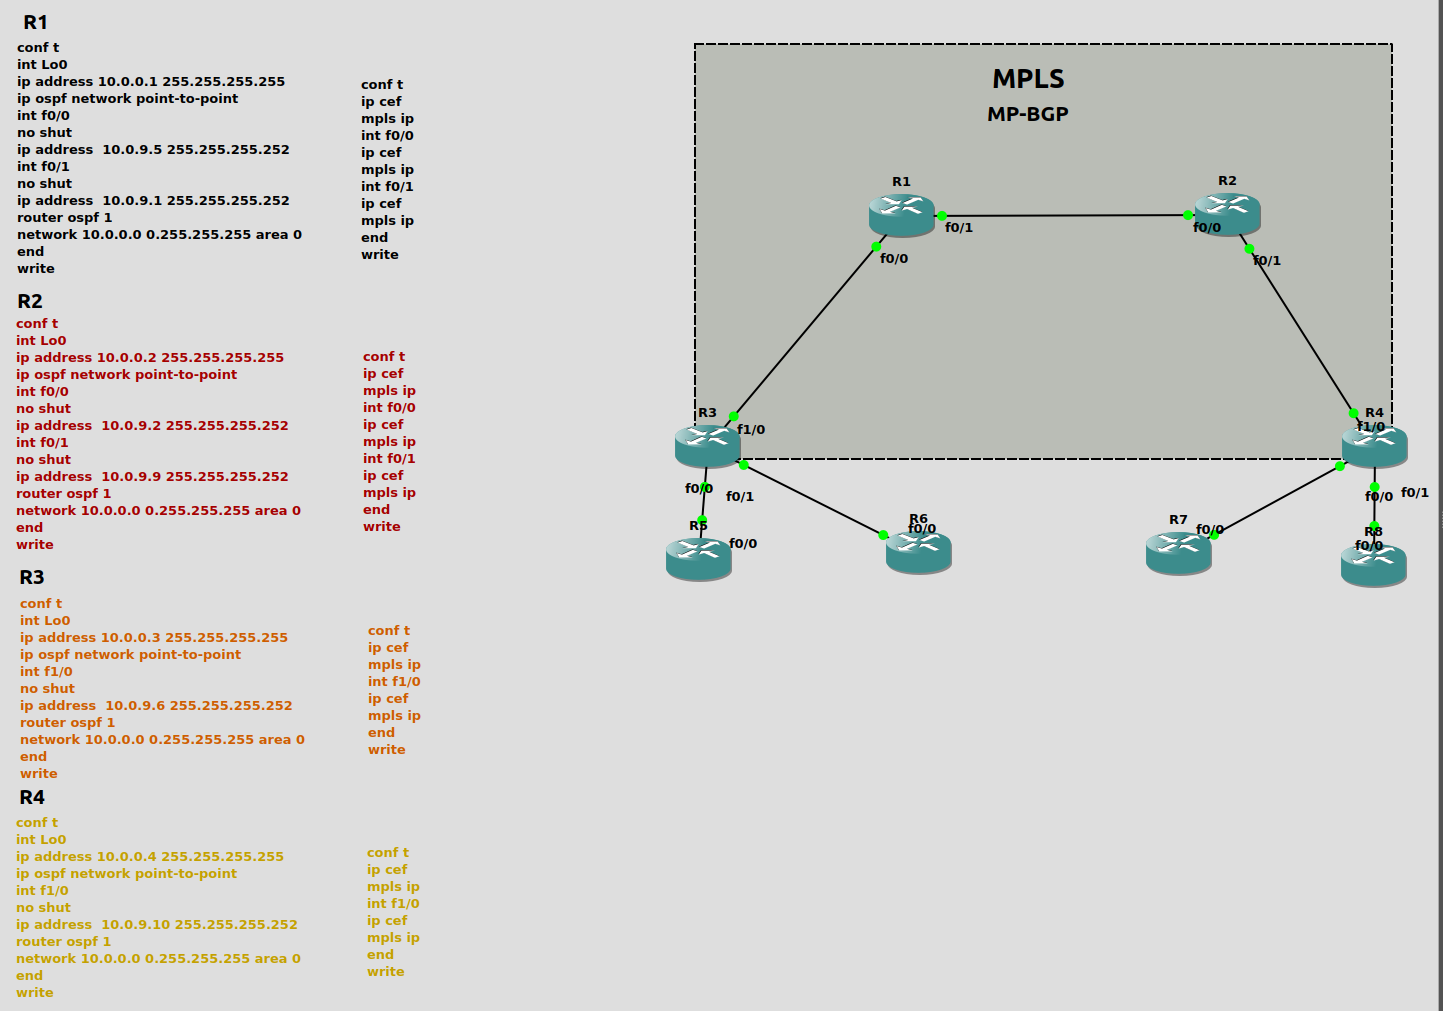 R1
conf t
int Lo0
ip address 10.0.0.1 255.255.255.255
ip ospf network point-to-point
int f0/0
no shut
ip address  10.0.9.5 255.255.255.252
int f0/1
no shut
ip address  10.0.9.1 255.255.255.252
router ospf 1
network 10.0.0.0 0.255.255.255 area 0
end
write
conf t
ip cef
mpls ip
int f0/0
ip cef
mpls ip
int f0/1
ip cef
mpls ip
end
write
R2
conf t
int Lo0
ip address 10.0.0.2 255.255.255.255
ip ospf network point-to-point
int f0/0
no shut
ip address  10.0.9.2 255.255.255.252
int f0/1
no shut
ip address  10.0.9.9 255.255.255.252
router ospf 1
network 10.0.0.0 0.255.255.255 area 0
end
write
conf t
ip cef
mpls ip
int f0/0
ip cef
mpls ip
int f0/1
ip cef
mpls ip
end
write
R3
conf t
int Lo0
ip address 10.0.0.3 255.255.255.255
ip ospf network point-to-point
int f1/0
no shut
ip address  10.0.9.6 255.255.255.252
router ospf 1
network 10.0.0.0 0.255.255.255 area 0
end
write
conf t
ip cef
mpls ip
int f1/0
ip cef
mpls ip
end
write
R4
conf t
int Lo0
ip address 10.0.0.4 255.255.255.255
ip ospf network point-to-point
int f1/0
no shut
ip address  10.0.9.10 255.255.255.252
router ospf 1
network 10.0.0.0 0.255.255.255 area 0
end
write
conf t
ip cef
mpls ip
int f1/0
ip cef
mpls ip
end
write
MPLS
MP-BGP
R1
R2
f0/1
f0/0
f0/0
f0/1
R3
R4
f1/0
f1/0
f0/0
f0/1
f0/0
f0/1
R5
R6
f0/0
R7
f0/0
R8
f0/0
f0/0